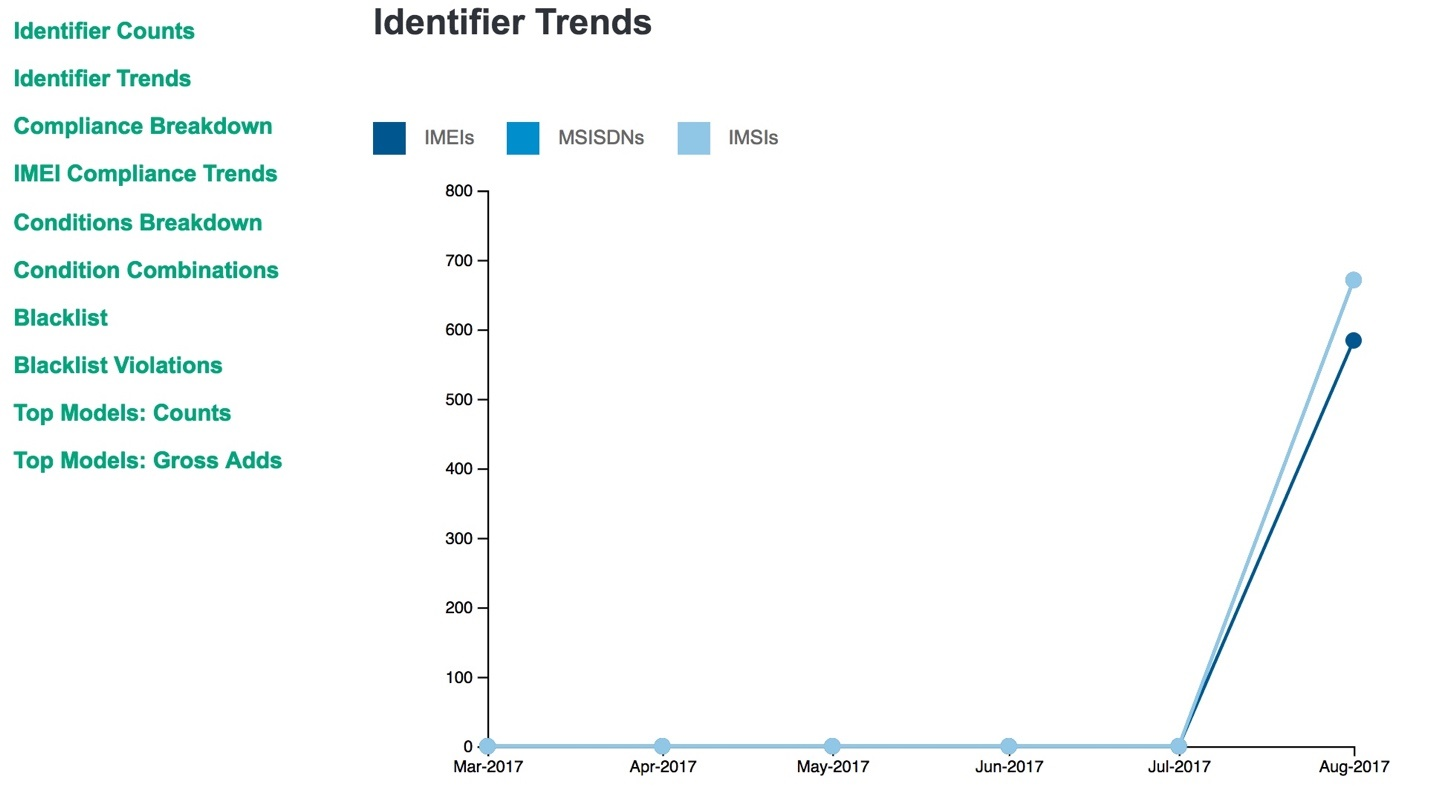 Identifier Counts
Identifier Trends
Compliance Breakdown
IMEI Compliance Trends
Conditions Breakdown
Condition Combinations
Blacklist
Blacklist Violations
Top Models: Counts
Top Models: Gross Adds
Identifier Trends
IMEIs MSISDNs IMSIs
800
700
600
500
400
300
200
100
0
Mar-2017 Apr-2017 May-2017 Jun-2017 Jul-2017 Aug-2017